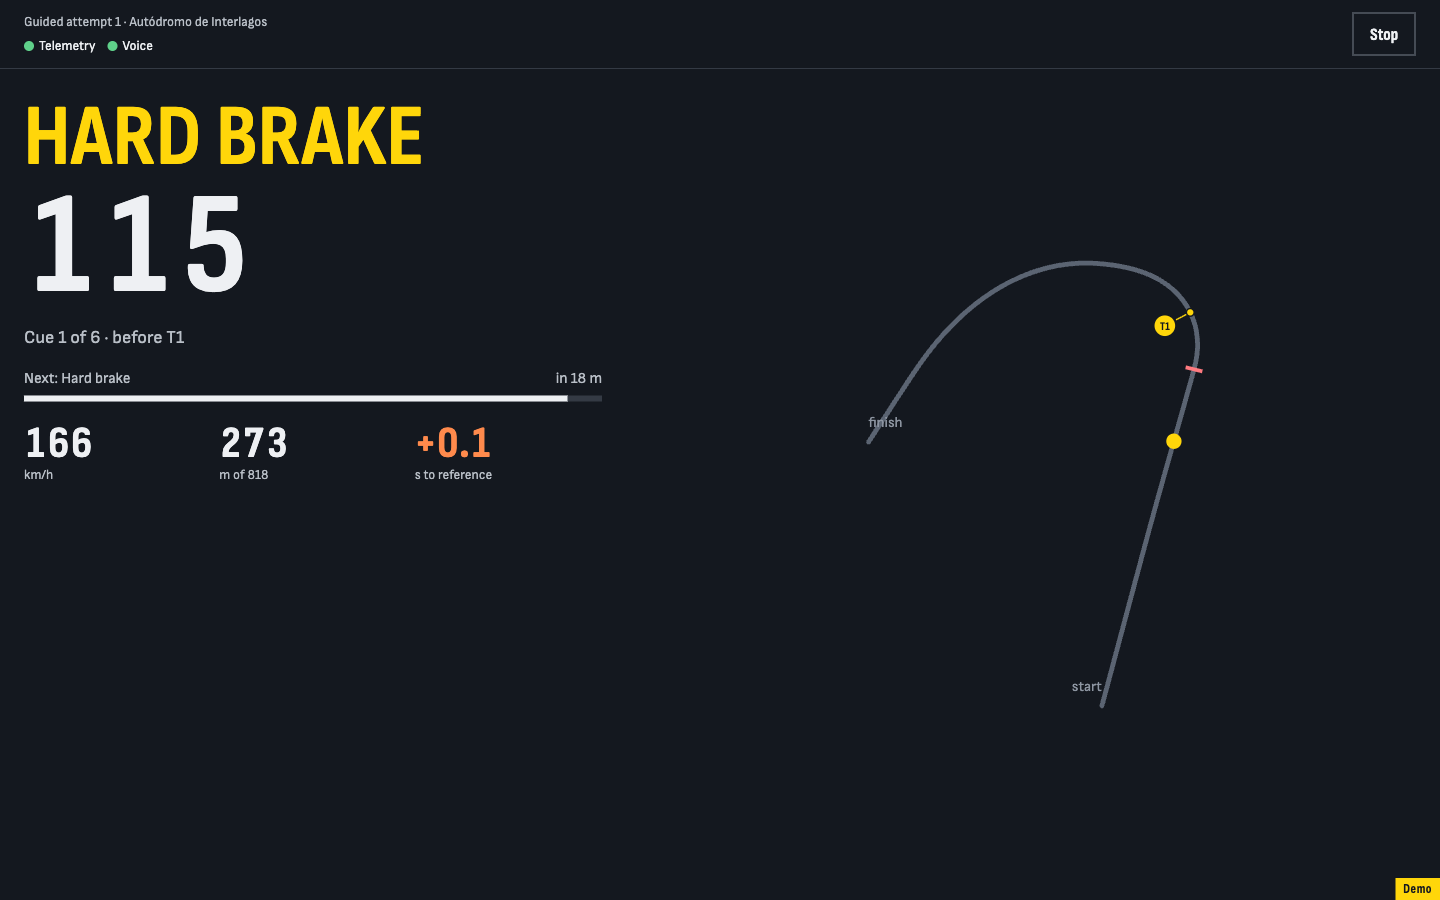 Guided attempt 1 · Autódromo de Interlagos
Telemetry Voice
Stop
HARD BRAKE
115
Cue 1 of 6 · before T1
Next: Hard brake in 18 m
166 273 +0.1
km/h m of 818 s to reference
T1
finish
start
Demo